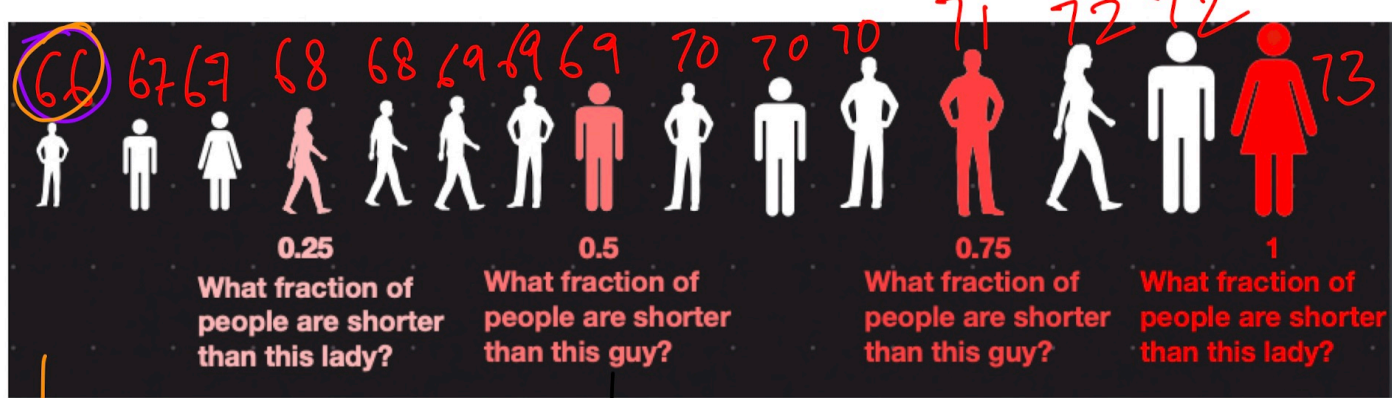 66 67 67 68 68 69 69 69 70 70 70 71 72 72 73
0.25 0.5 0.75 1
What fraction of people are shorter than this lady?
What fraction of people are shorter than this guy?
What fraction of people are shorter than this guy?
What fraction of people are shorter than this lady?